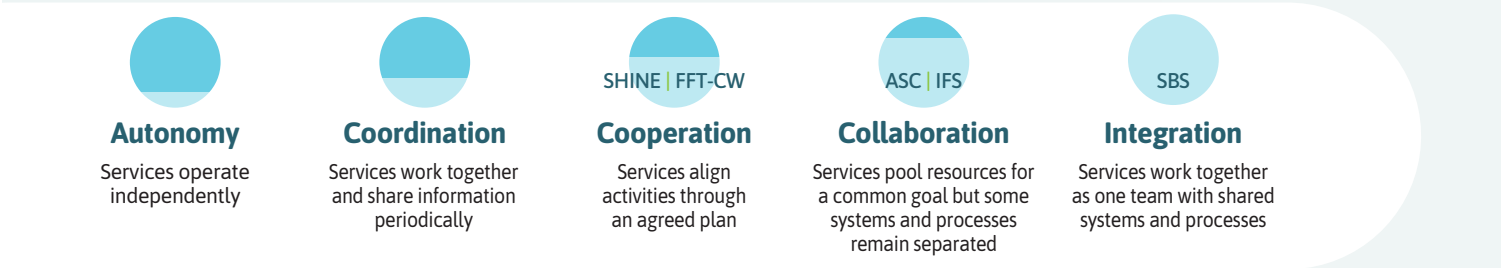 SHINE | FFT-CW
ASC | IFS
SBS
Autonomy
Services operate
independently
Coordination
Services work together
and share information
periodically
Cooperation
Services align
activities through
an agreed plan
Collaboration
Services pool resources for
a common goal but some
systems and processes
remain separated
Integration
Services work together
as one team with shared
systems and processes